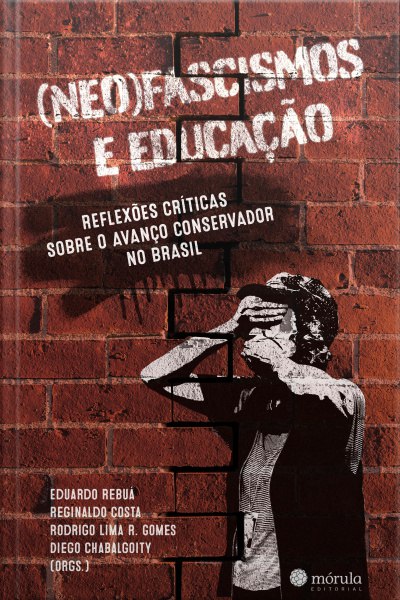 (NEO)FASCISMOS
E EDUCAÇÃO
REFLEXÕES CRÍTICAS
SOBRE O AVANÇO CONSERVADOR
NO BRASIL
EDUARDO REBUÁ
REGINALDO COSTA
RODRIGO LIMA R. GOMES
DIEGO CHABALGOITY
(ORGS.)
mórula
EDITORIAL